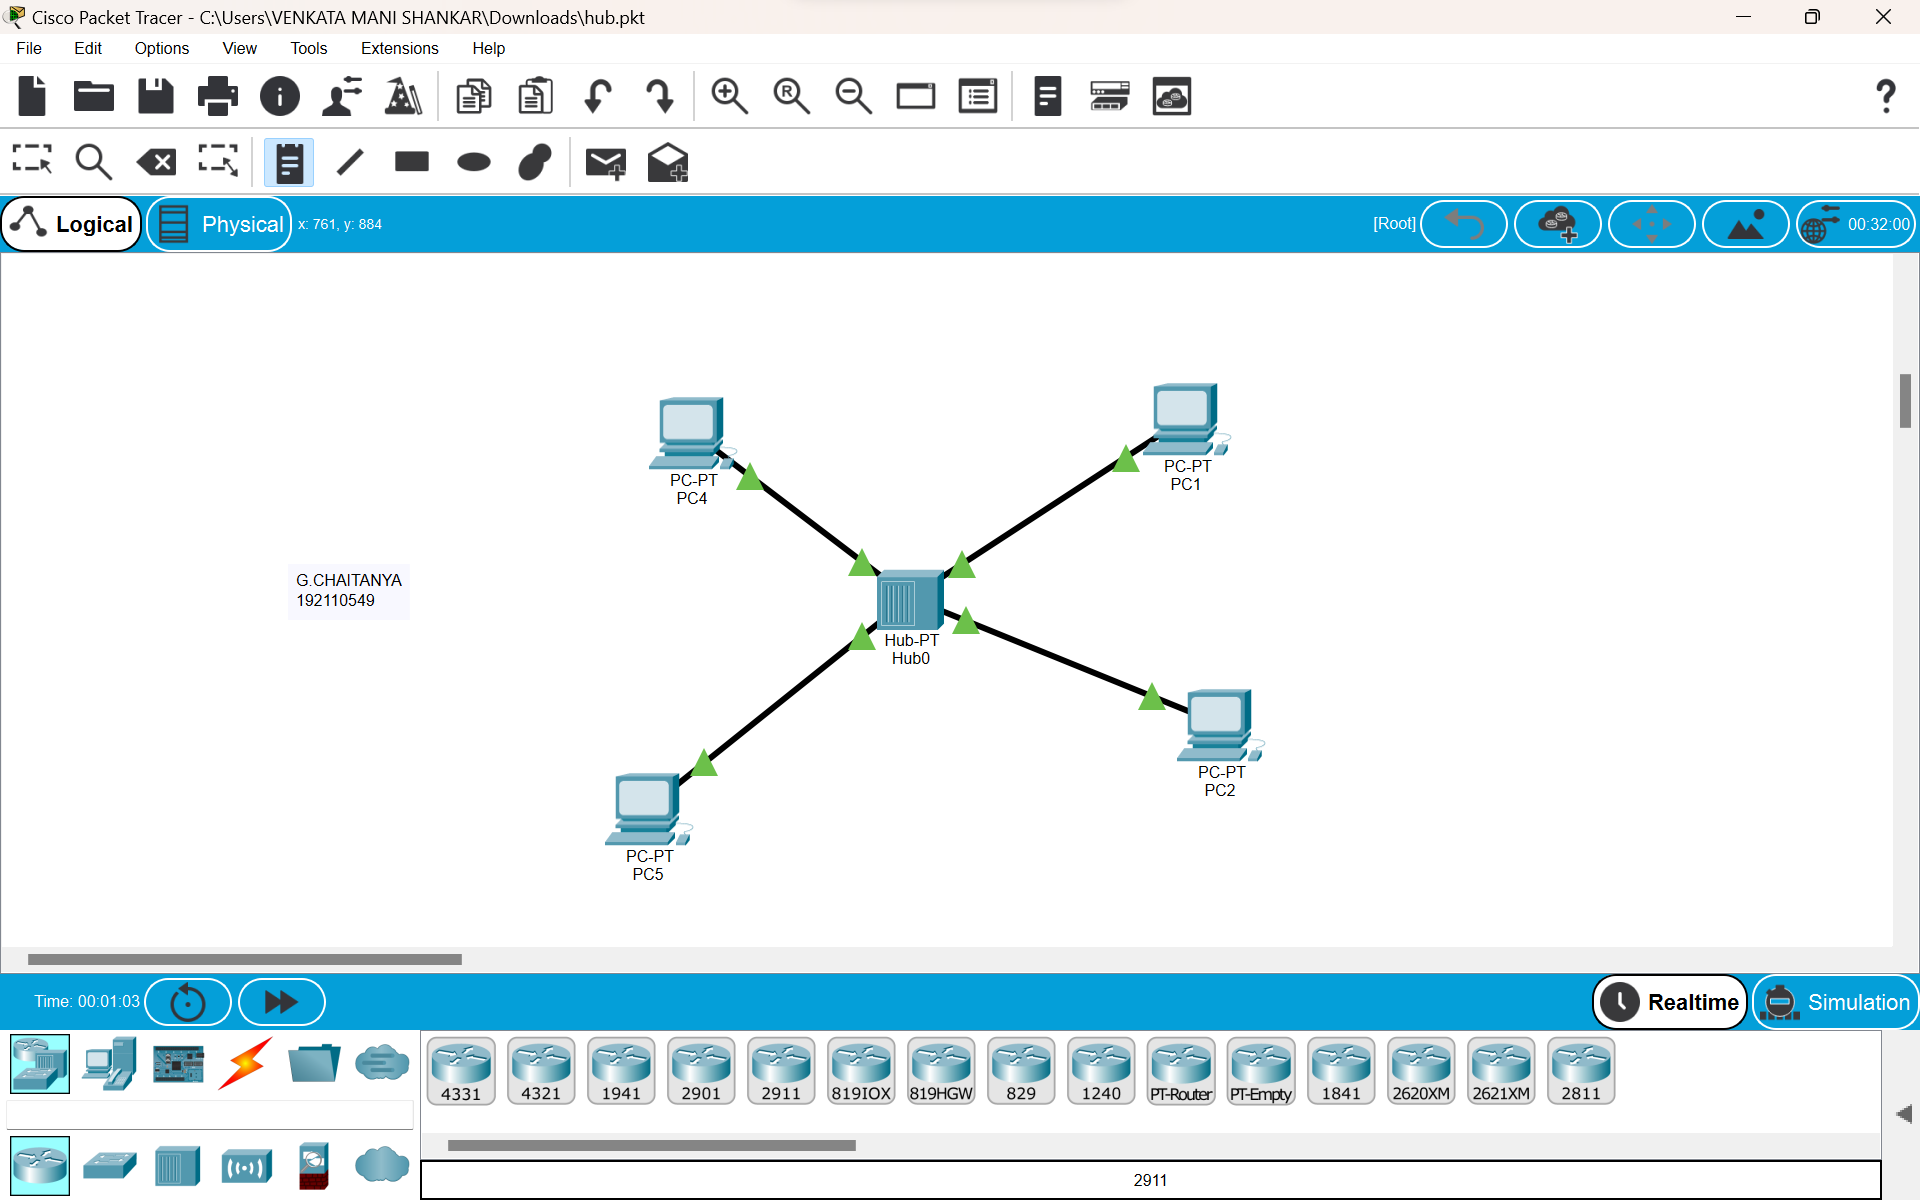 Cisco Packet Tracer - C:\Users\VENKATA MANI SHANKAR\Downloads\hub.pkt
File Edit Options View Tools Extensions Help
Logical Physical x: 761, y: 884 [Root] 00:32:00
PC-PT
PC4
PC-PT
PC1
G.CHAITANYA
192110549
Hub-PT
Hub0
PC-PT
PC2
PC-PT
PC5
Time: 00:01:03 Realtime Simulation
4331 4321 1941 2901 2911 819IOX 819HGW 829 1240 PT-Router PT-Empty 1841 2620XM 2621XM 2811
2911